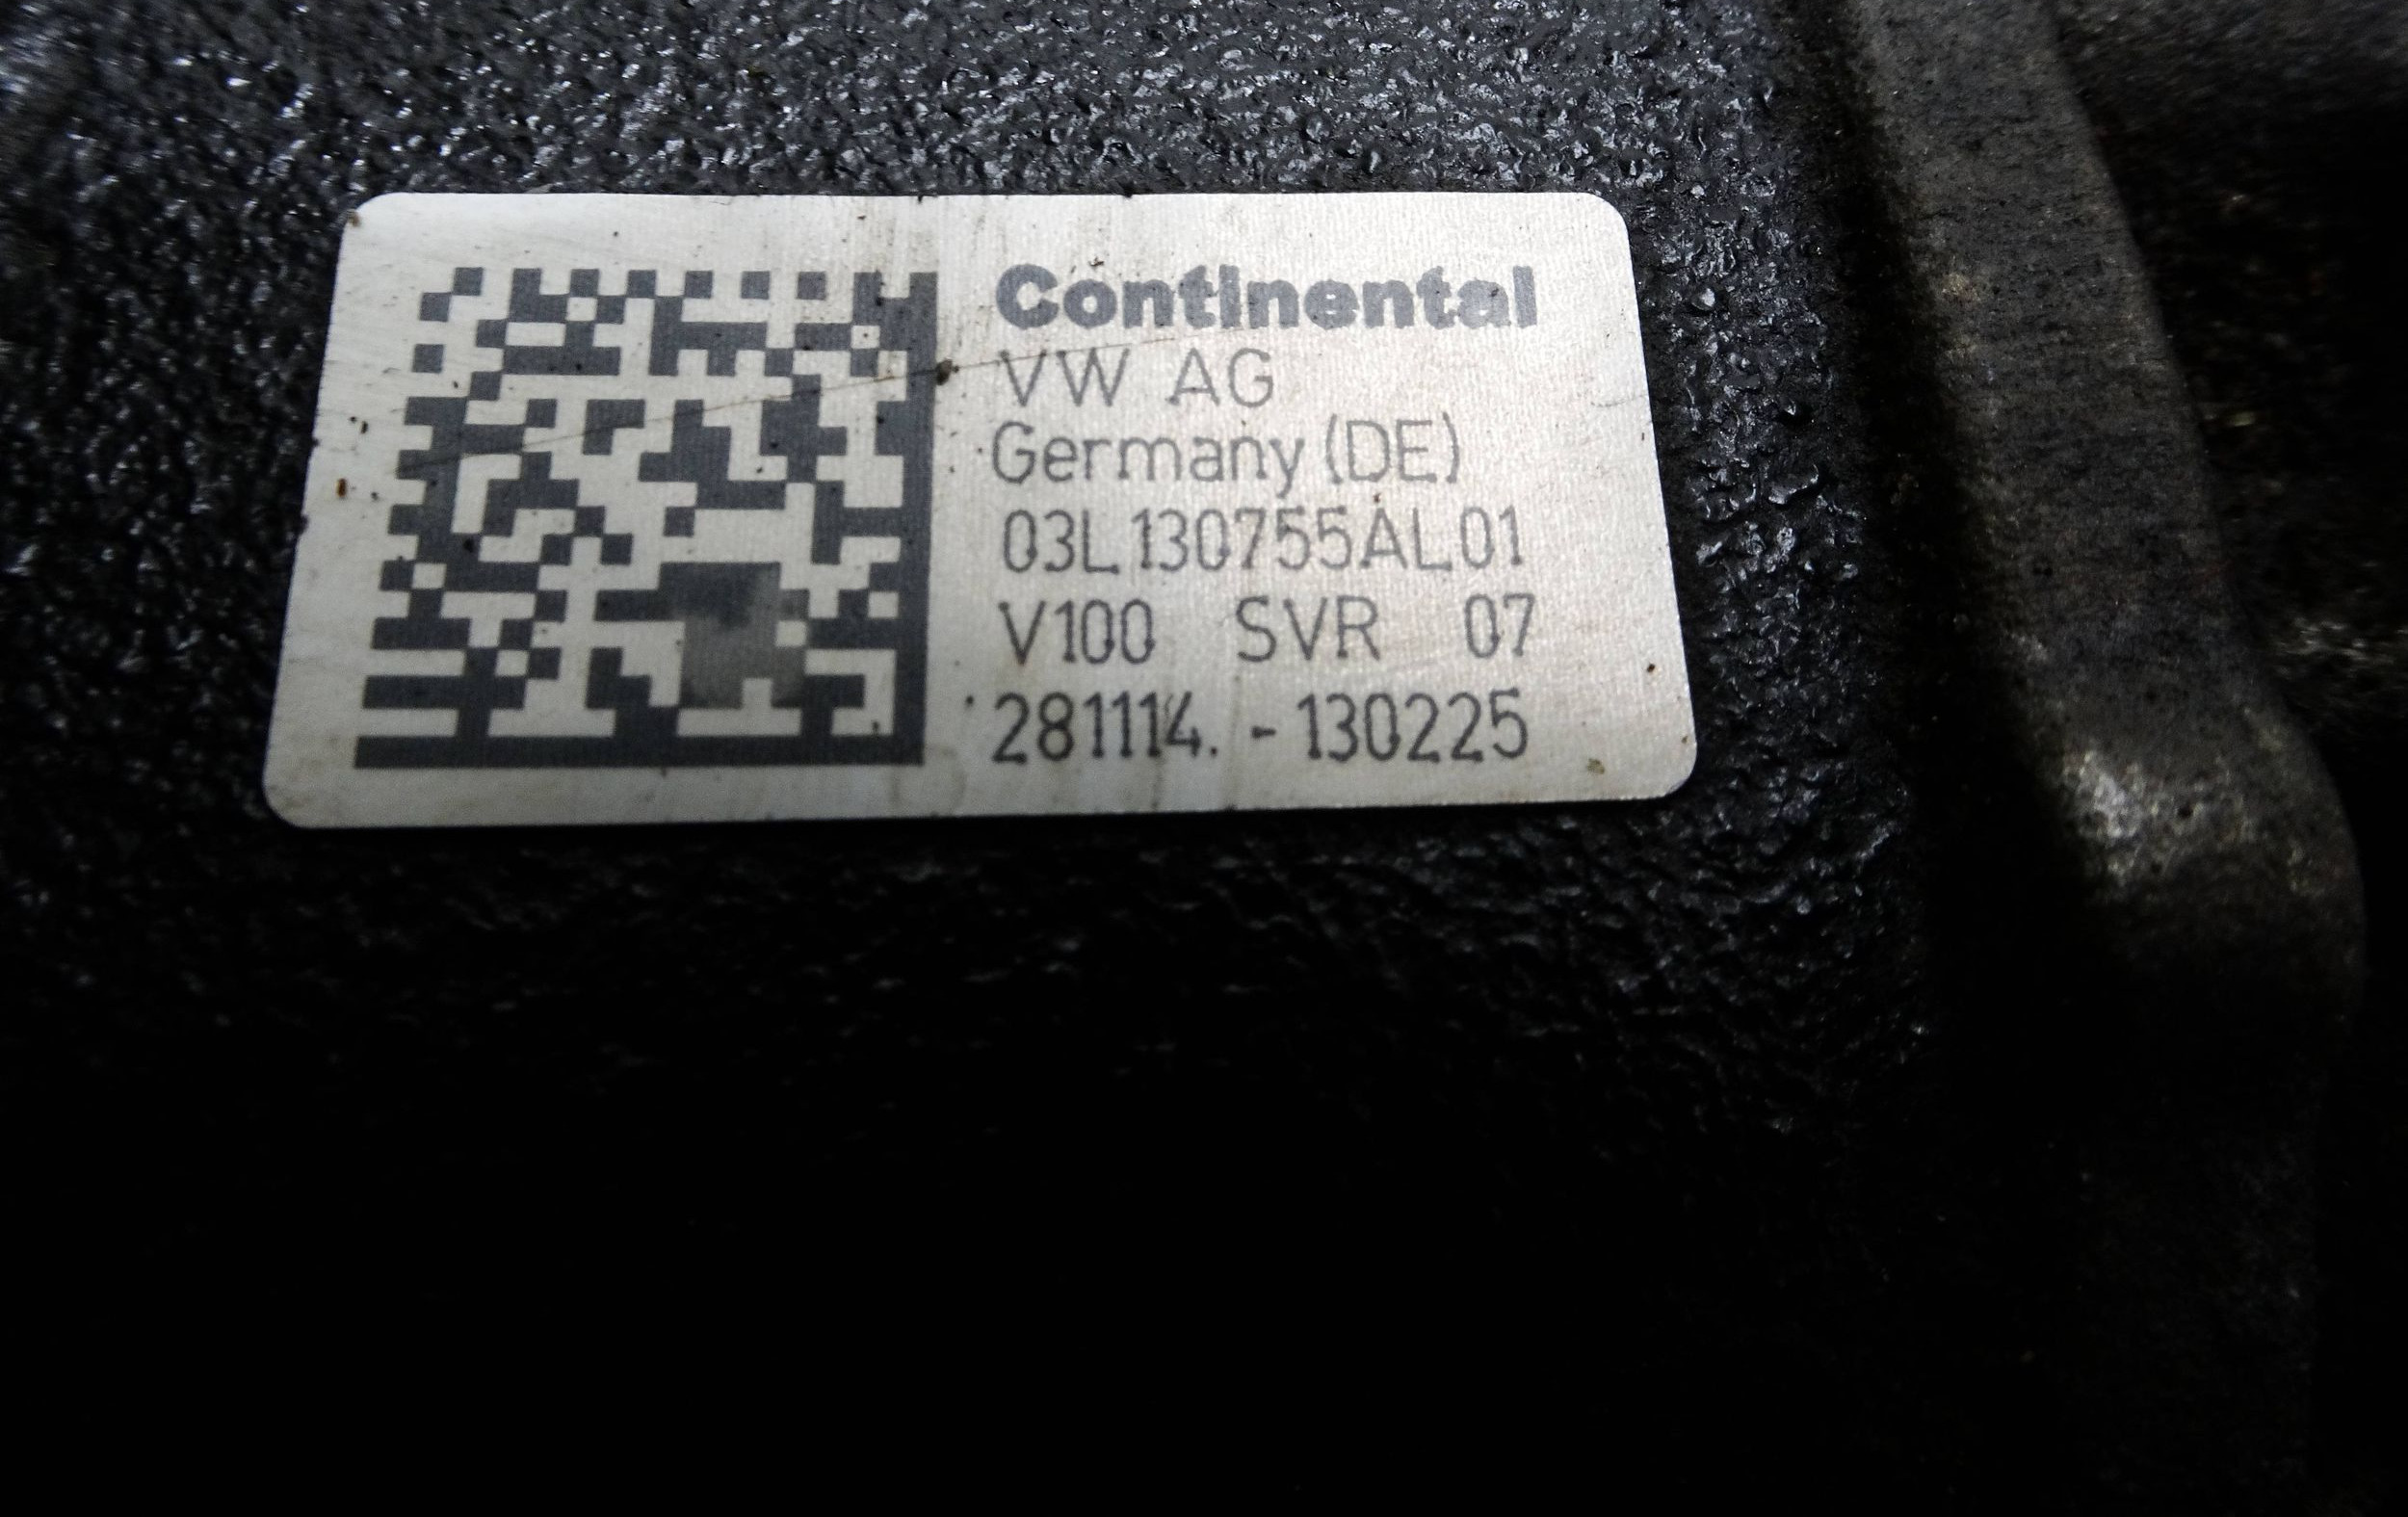 Continental
VW AG
Germany (DE)
03L130755AL01
V100 SVR 07
281114. - 130225